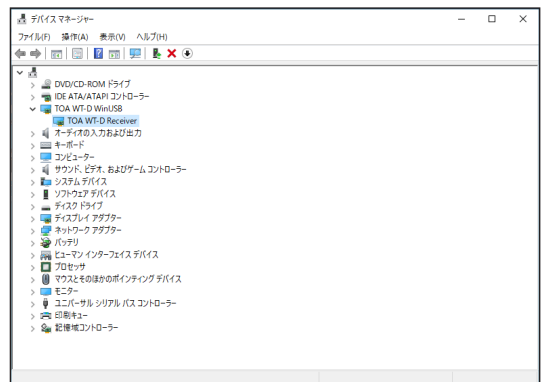 デバイス マネージャー
ファイル(F) 操作(A) 表示(V) ヘルプ(H)
DVD/CD-ROM ドライブ
IDE ATA/ATAPI コントローラー
TOA WT-D WinUSB
TOA WT-D Receiver
オーディオの入力および出力
キーボード
コンピューター
サウンド、ビデオ、およびゲーム コントローラー
システム デバイス
ソフトウェア デバイス
ディスク ドライブ
ディスプレイ アダプター
ネットワーク アダプター
バッテリ
ヒューマン インターフェイス デバイス
プロセッサ
マウスとそのほかのポインティング デバイス
モニター
ユニバーサル シリアル バス コントローラー
印刷キュー
記憶域コントローラー